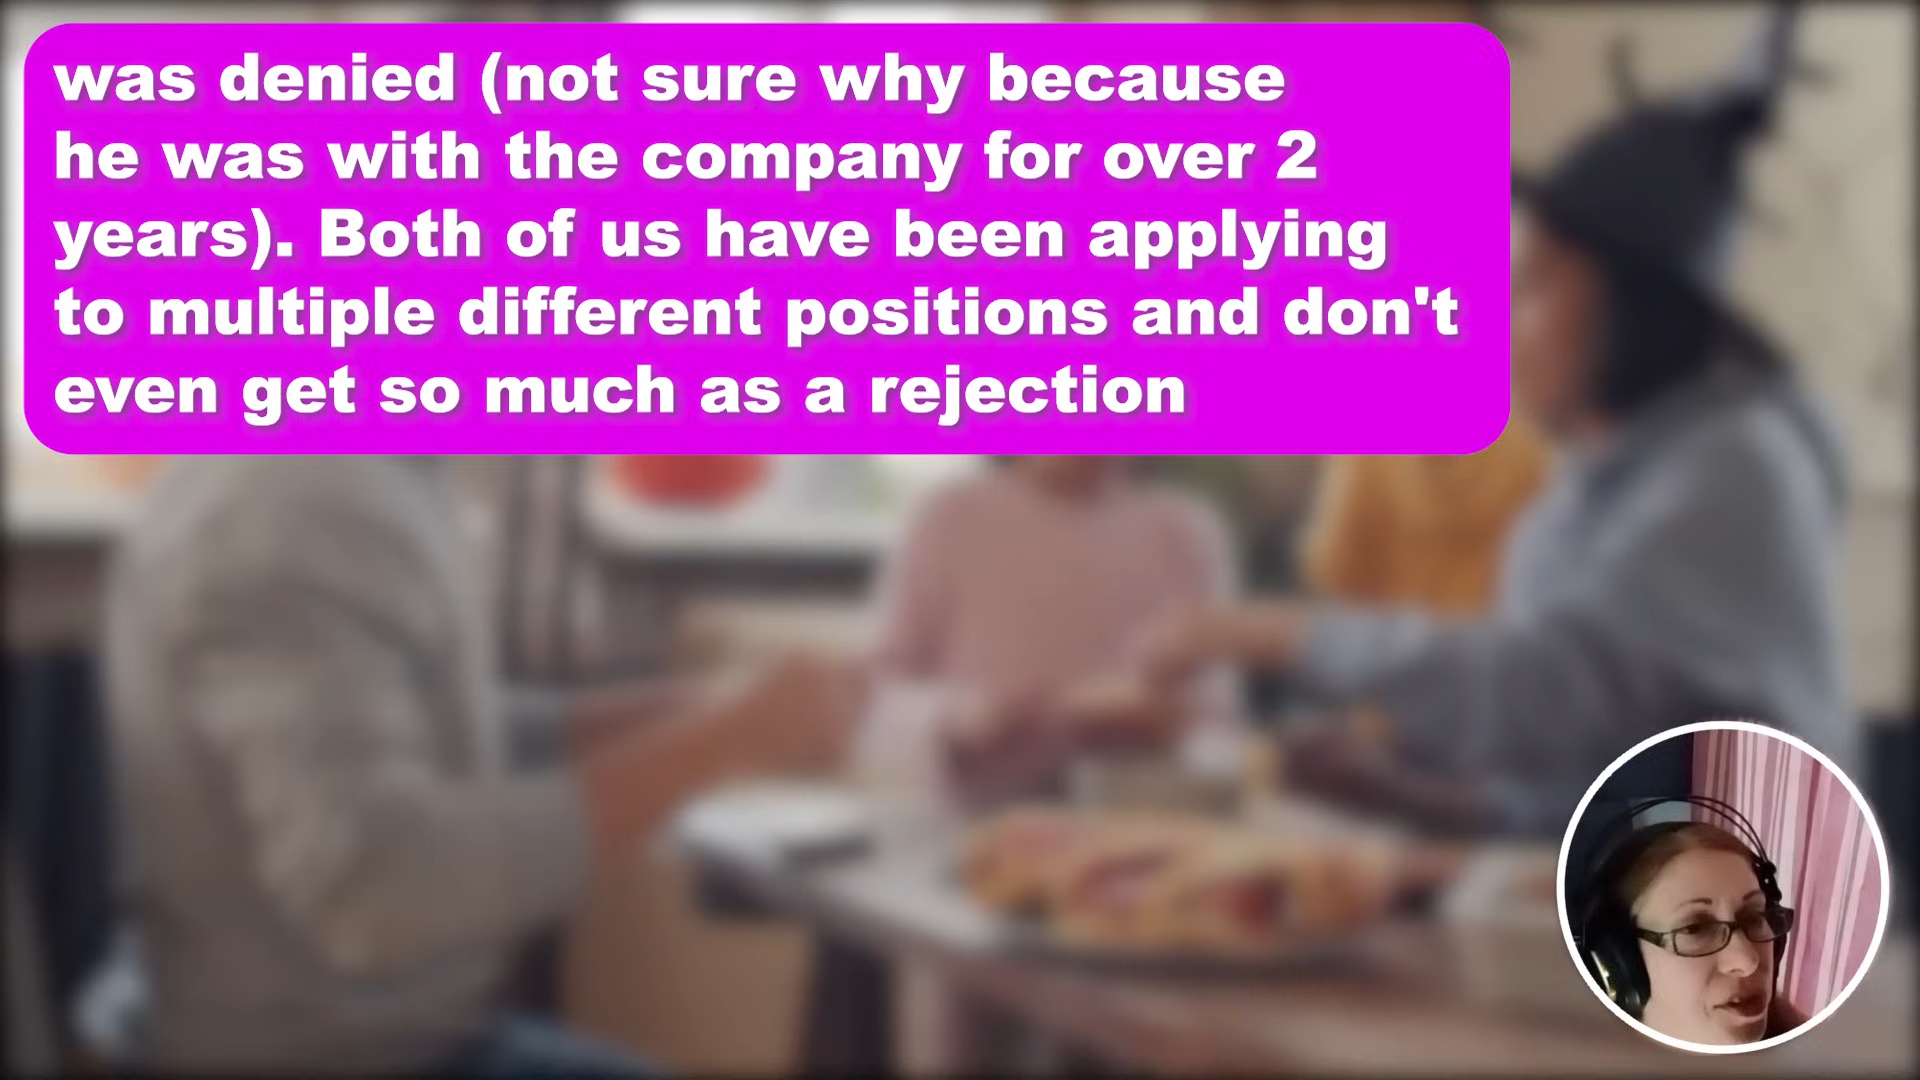 was denied (not sure why because
he was with the company for over 2
years). Both of us have been applying
to multiple different positions and don't
even get so much as a rejection